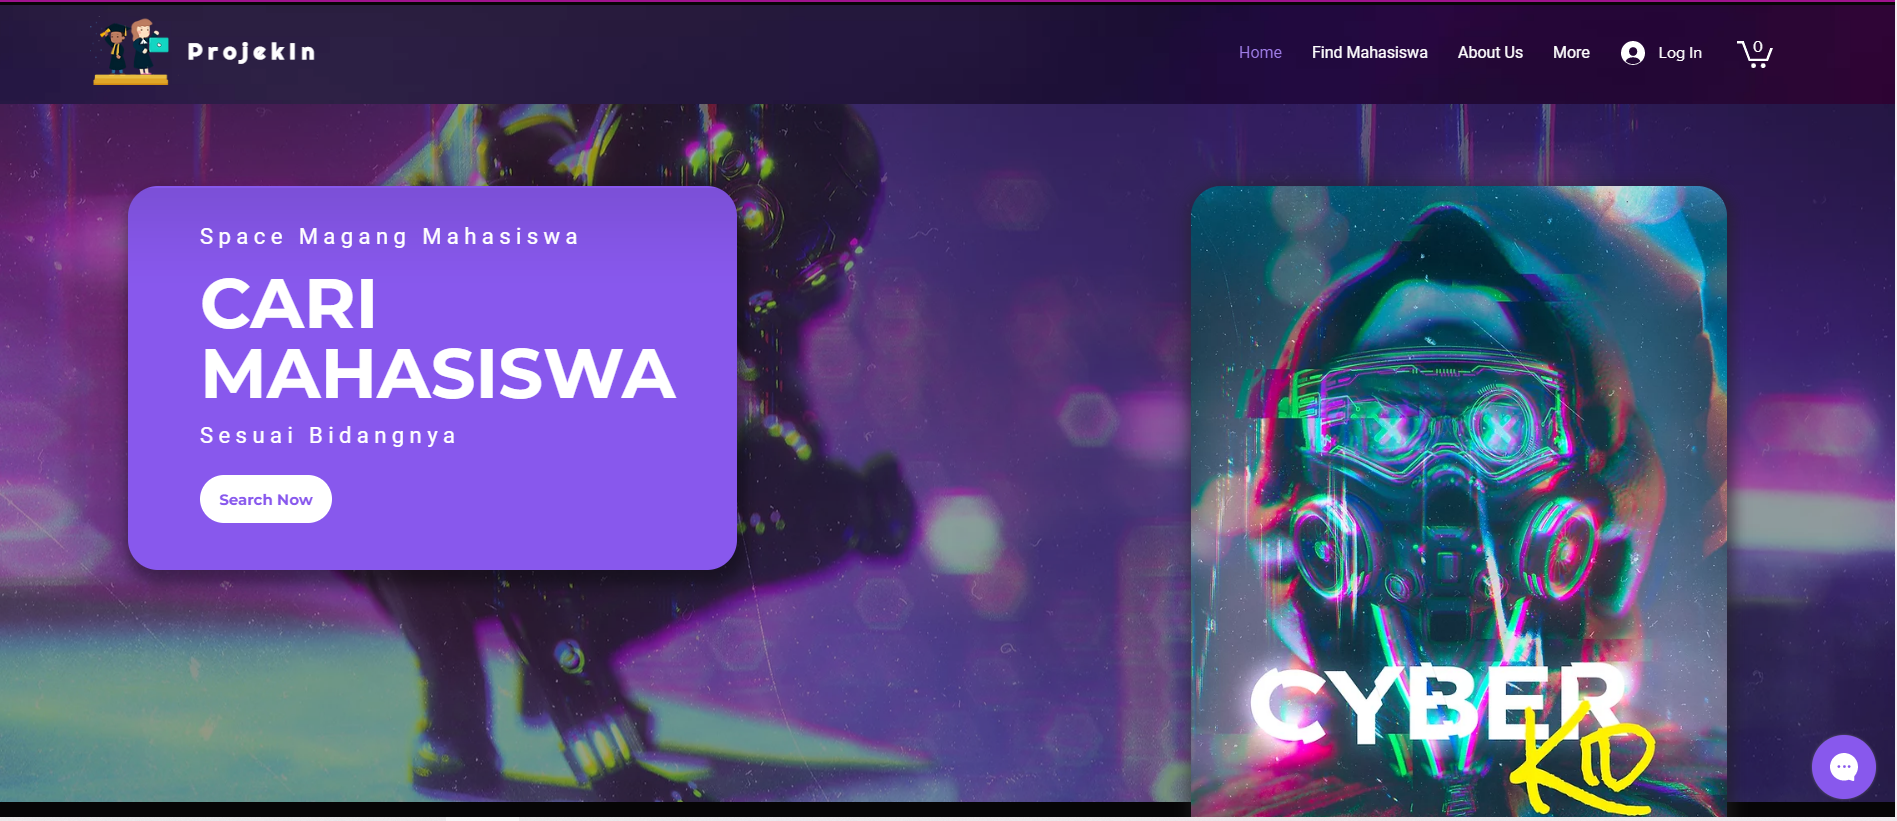 ProjekIn
Home Find Mahasiswa About Us More Log In 0
Space Magang Mahasiswa
CARI
MAHASISWA
Sesuai Bidangnya
Search Now
CYBER
KID